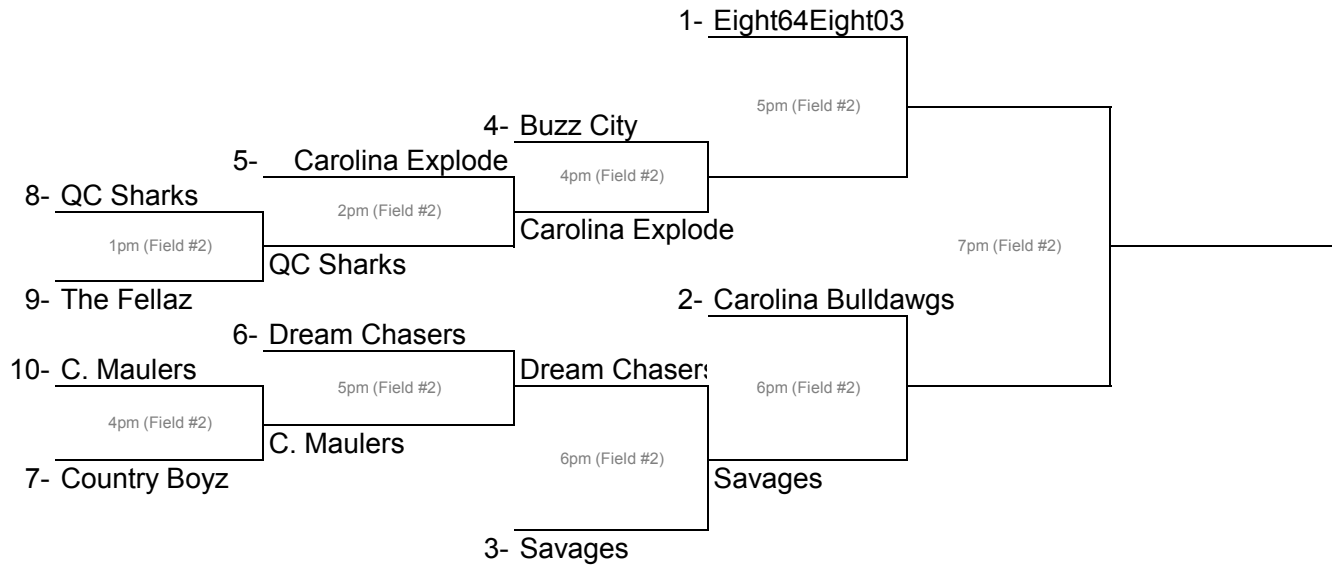 1- Eight64Eight03
5pm (Field #2)
4- Buzz City
5- Carolina Explode
4pm (Field #2)
8- QC Sharks
2pm (Field #2)
Carolina Explode
1pm (Field #2)
7pm (Field #2)
QC Sharks
9- The Fellaz
2- Carolina Bulldawgs
6- Dream Chasers
10- C. Maulers
Dream Chasers
5pm (Field #2)
6pm (Field #2)
4pm (Field #2)
C. Maulers
6pm (Field #2)
7- Country Boyz
Savages
3- Savages